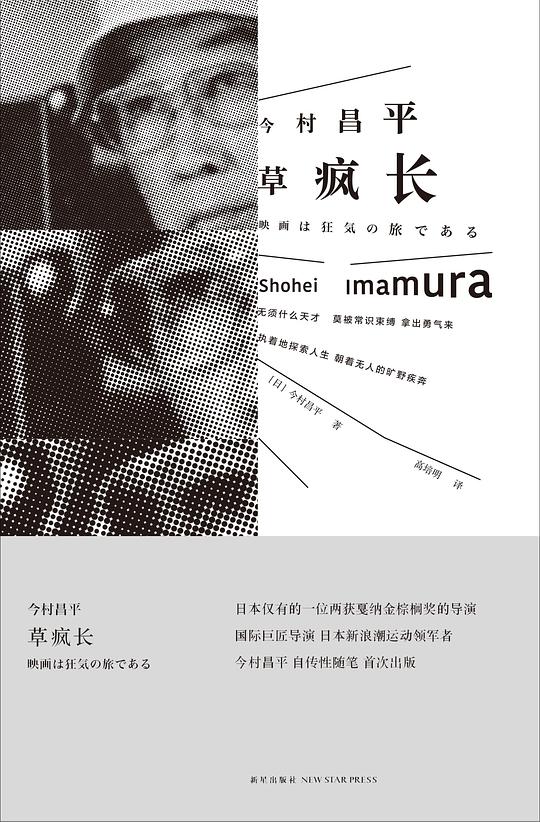 今村昌平
草疯长
映画は狂気の旅である
Shohei Imamura
无须什么天才 莫被常识束缚 拿出勇气来
执着地探索人生 朝着无人的旷野疾奔
［日］今村昌平 著
高培明 译
今村昌平
草疯长
映画は狂気の旅である
日本仅有的一位两获戛纳金棕榈奖的导演
国际巨匠导演 日本新浪潮运动领军者
今村昌平 自传性随笔 首次出版
新星出版社 NEW STAR PRESS